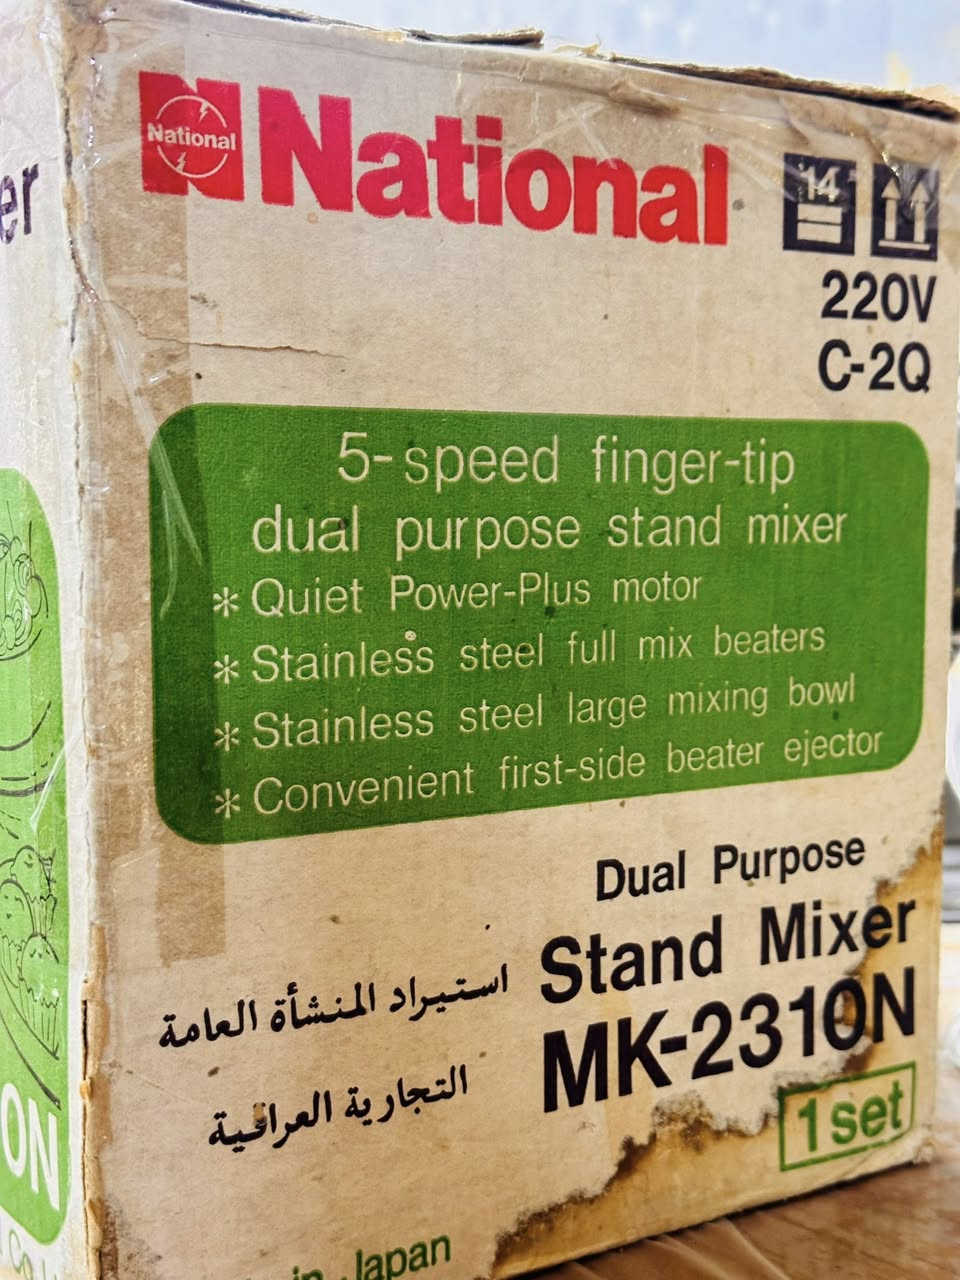 National
National
14
220V
C-2Q
5-speed finger-tip
dual purpose stand mixer
* Quiet Power-Plus motor
* Stainless steel full mix beaters
* Stainless steel large mixing bowl
* Convenient first-side beater ejector
Dual Purpose
Stand Mixer
MK-2310N
1 set
استيراد المنشأة العامة
التجارية العراقية
in Japan
er
ON
Co.